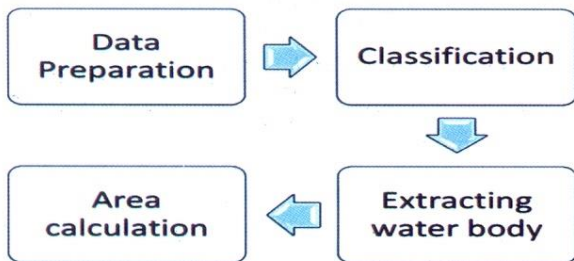 Data
Preparation
Classification
Extracting
water body
Area
calculation